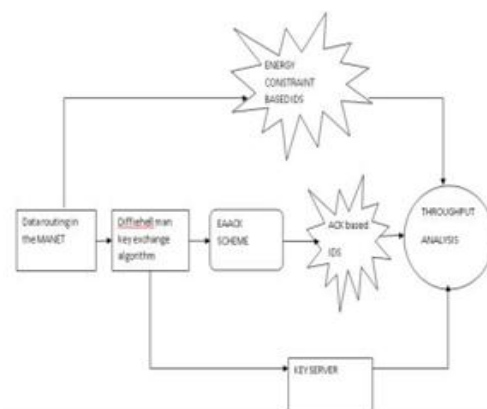 ENERGY
CONSTRAINT
BASED IDS
Data routing in
the MANET
Diffiehell man
key exchange
algorithm
EAACK
SCHEME
ACK based
IDS
THROUGHPUT
ANALYSIS
KEY SERVER